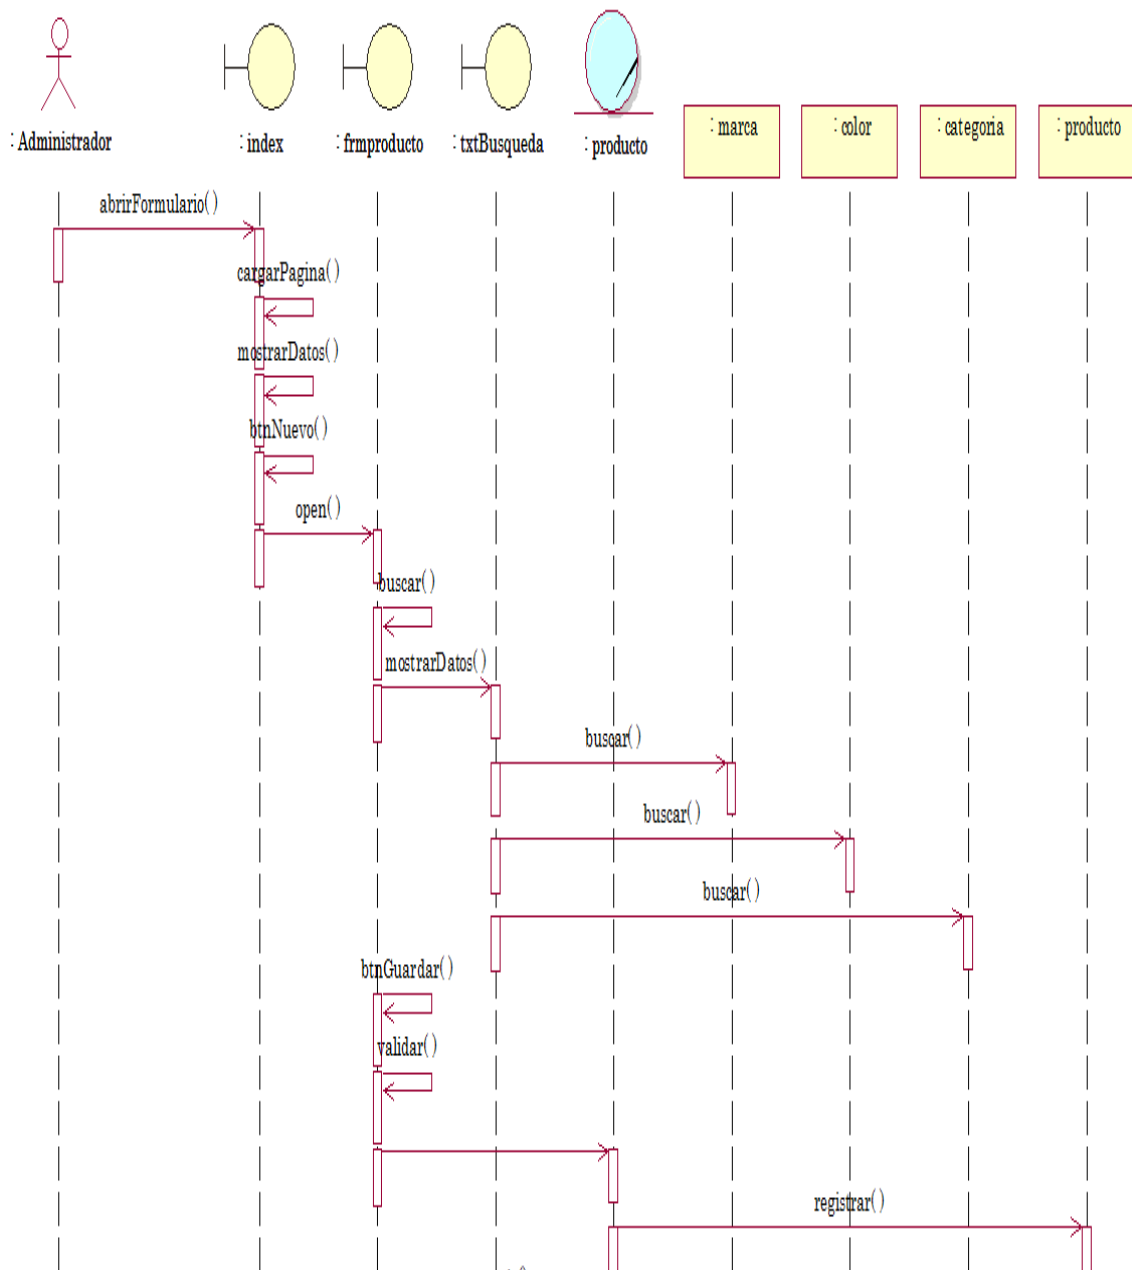 : Administrador
: index
: frmproducto
: txtBusqueda
: producto
: marca
: color
: categoria
: producto
abrirFormulario( )
cargarPagina( )
mostrarDatos( )
btnNuevo( )
open( )
buscar( )
mostrarDatos( )
buscar( )
buscar( )
buscar( )
btnGuardar( )
validar( )
registrar( )